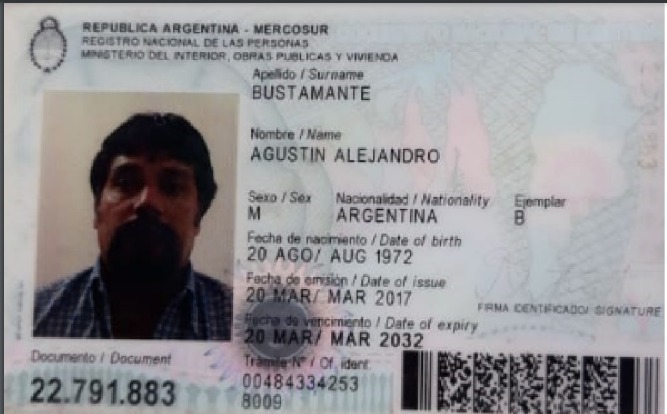 REPUBLICA ARGENTINA - MERCOSUR
REGISTRO NACIONAL DE LAS PERSONAS
MINISTERIO DEL INTERIOR, OBRAS PUBLICAS Y VIVIENDA
Apellido / Surname
BUSTAMANTE
Nombre / Name
AGUSTIN ALEJANDRO
Sexo / Sex Nacionalidad / Nationality Ejemplar
M ARGENTINA B
Fecha de nacimiento / Date of birth
20 AGO/ AUG 1972
Fecha de emisión / Date of issue
20 MAR/ MAR 2017
FIRMA IDENTIFICADO/ SIGNATURE
Fecha de vencimiento / Date of expiry
20 MAR/ MAR 2032
Documento / Document Trámite Nº / Of. ident.
22.791.883 00484334253
8009